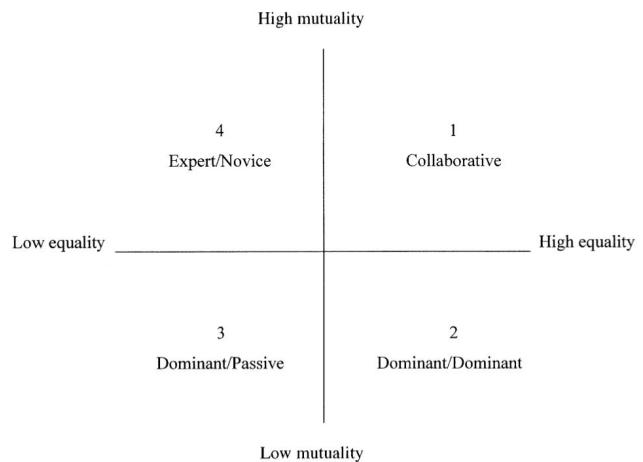 High mutuality
4
1
Expert/Novice
Collaborative
Low equality
High equality
3
2
Dominant/Passive
Dominant/Dominant
Low mutuality